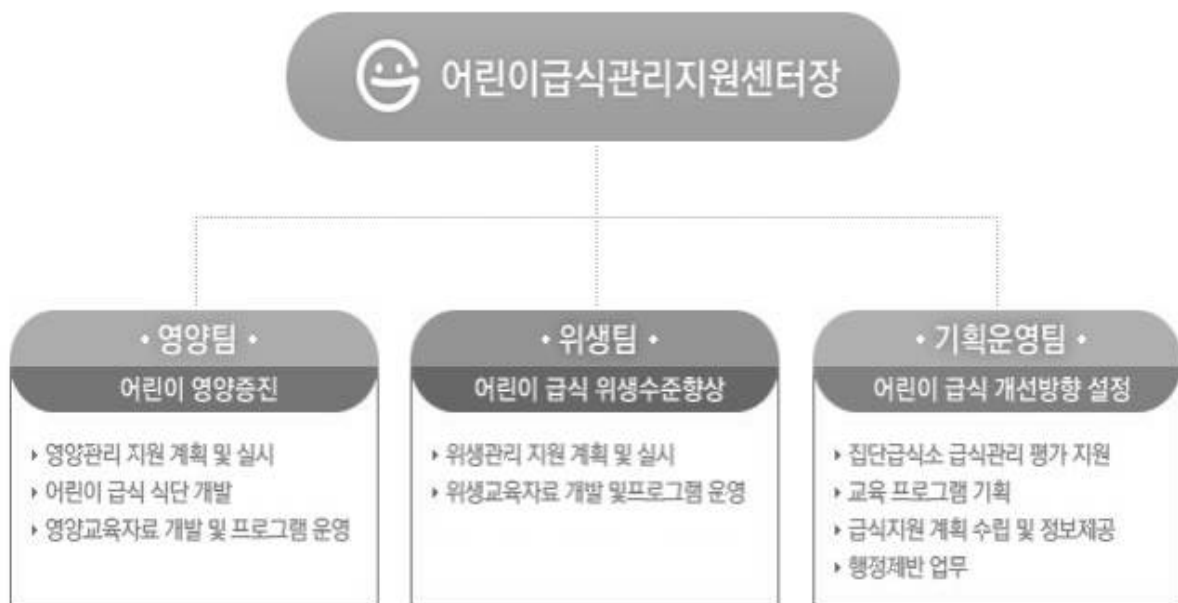 어린이급식관리지원센터장
• 영양팀 •
어린이 영양증진
영양관리 지원 계획 및 실시
어린이 급식 식단 개발
영양교육자료 개발 및 프로그램 운영
• 위생팀 •
어린이 급식 위생수준향상
위생관리 지원 계획 및 실시
위생교육자료 개발 및프로그램 운영
• 기획운영팀 •
어린이 급식 개선방향 설정
집단급식소 급식관리 평가 지원
교육 프로그램 기획
급식지원 계획 수립 및 정보제공
행정제반 업무